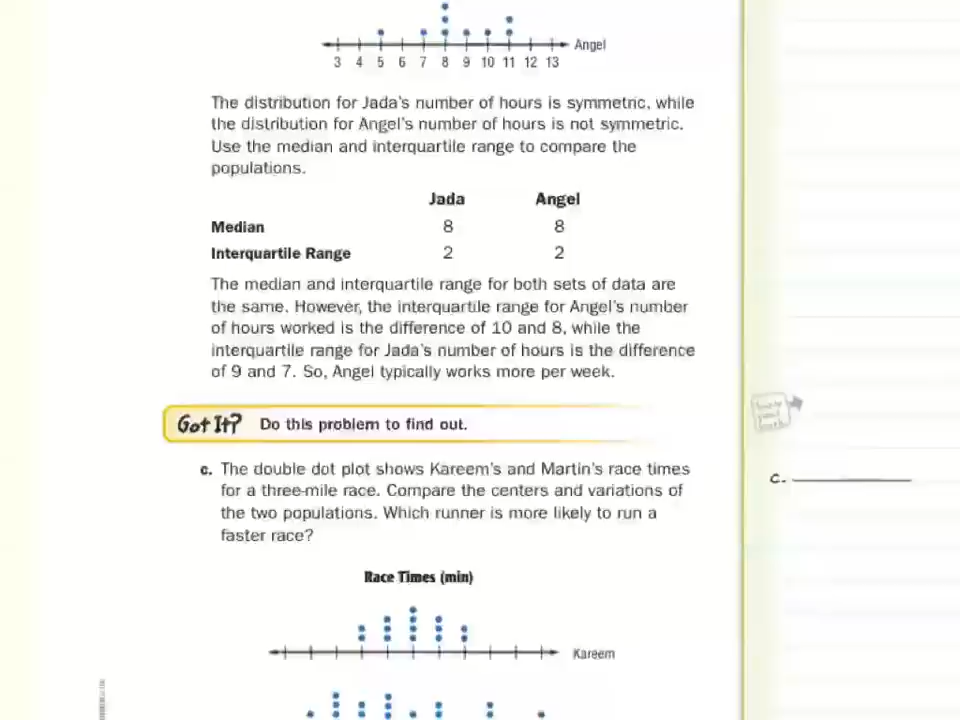 Angel
3 4 5 6 7 8 9 10 11 12 13
The distribution for Jada's number of hours is symmetric, while
the distribution for Angel's number of hours is not symmetric.
Use the median and interquartile range to compare the
populations.
Jada Angel
Median 8 8
Interquartile Range 2 2
The median and interquartile range for both sets of data are
the same. However, the interquartile range for Angel's number
of hours worked is the difference of 10 and 8, while the
interquartile range for Jada's number of hours is the difference
of 9 and 7. So, Angel typically works more per week.
Got It? Do this problem to find out.
c. The double dot plot shows Kareem's and Martin's race times
for a three-mile race. Compare the centers and variations of
the two populations. Which runner is more likely to run a
faster race?
c.
Race Times (min)
Kareem